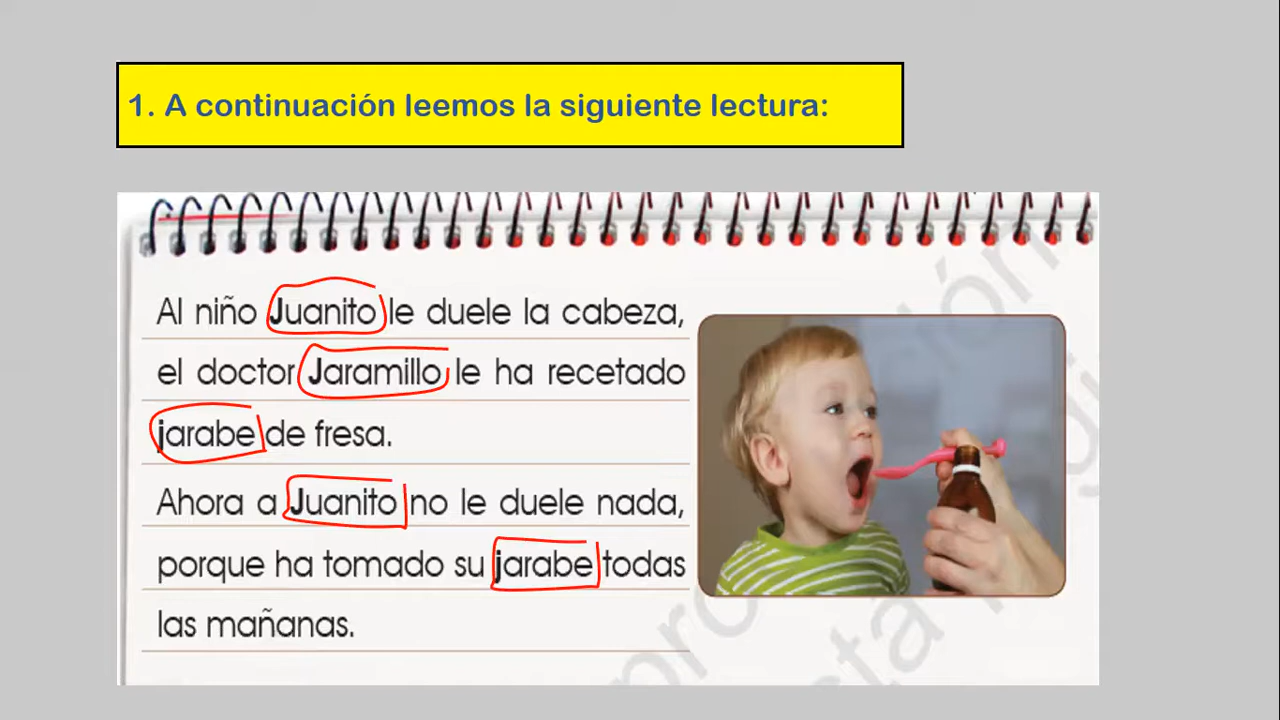 1. A continuación leemos la siguiente lectura:
Al niño Juanito le duele la cabeza,
el doctor Jaramillo le ha recetado
jarabe de fresa.
Ahora a Juanito no le duele nada,
porque ha tomado su jarabe todas
las mañanas.